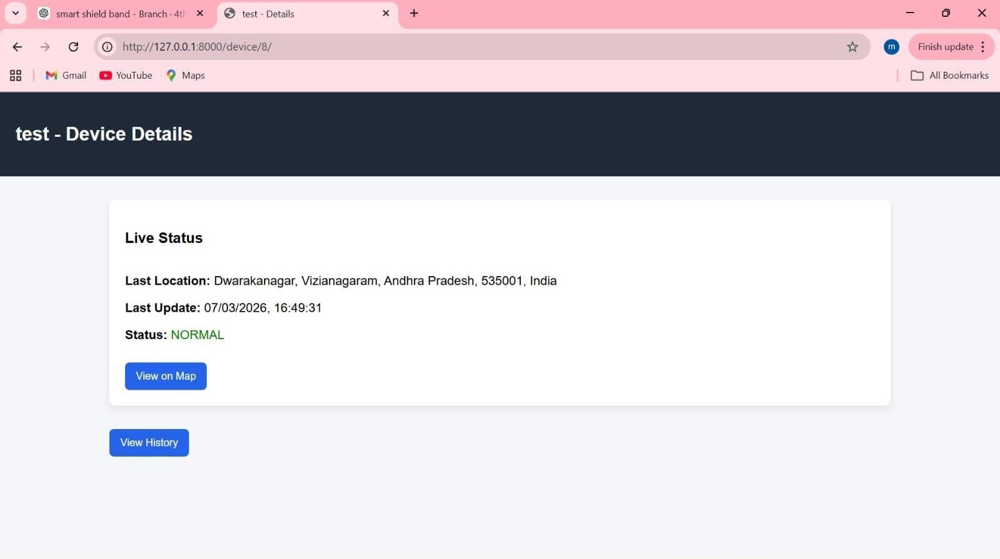 smart shield band - Branch · 4th
test - Details
http://127.0.0.1:8000/device/8/
m
Finish update
Gmail
YouTube
Maps
All Bookmarks
test - Device Details
Live Status
Last Location: Dwarakanagar, Vizianagaram, Andhra Pradesh, 535001, India
Last Update: 07/03/2026, 16:49:31
Status: NORMAL
View on Map
View History